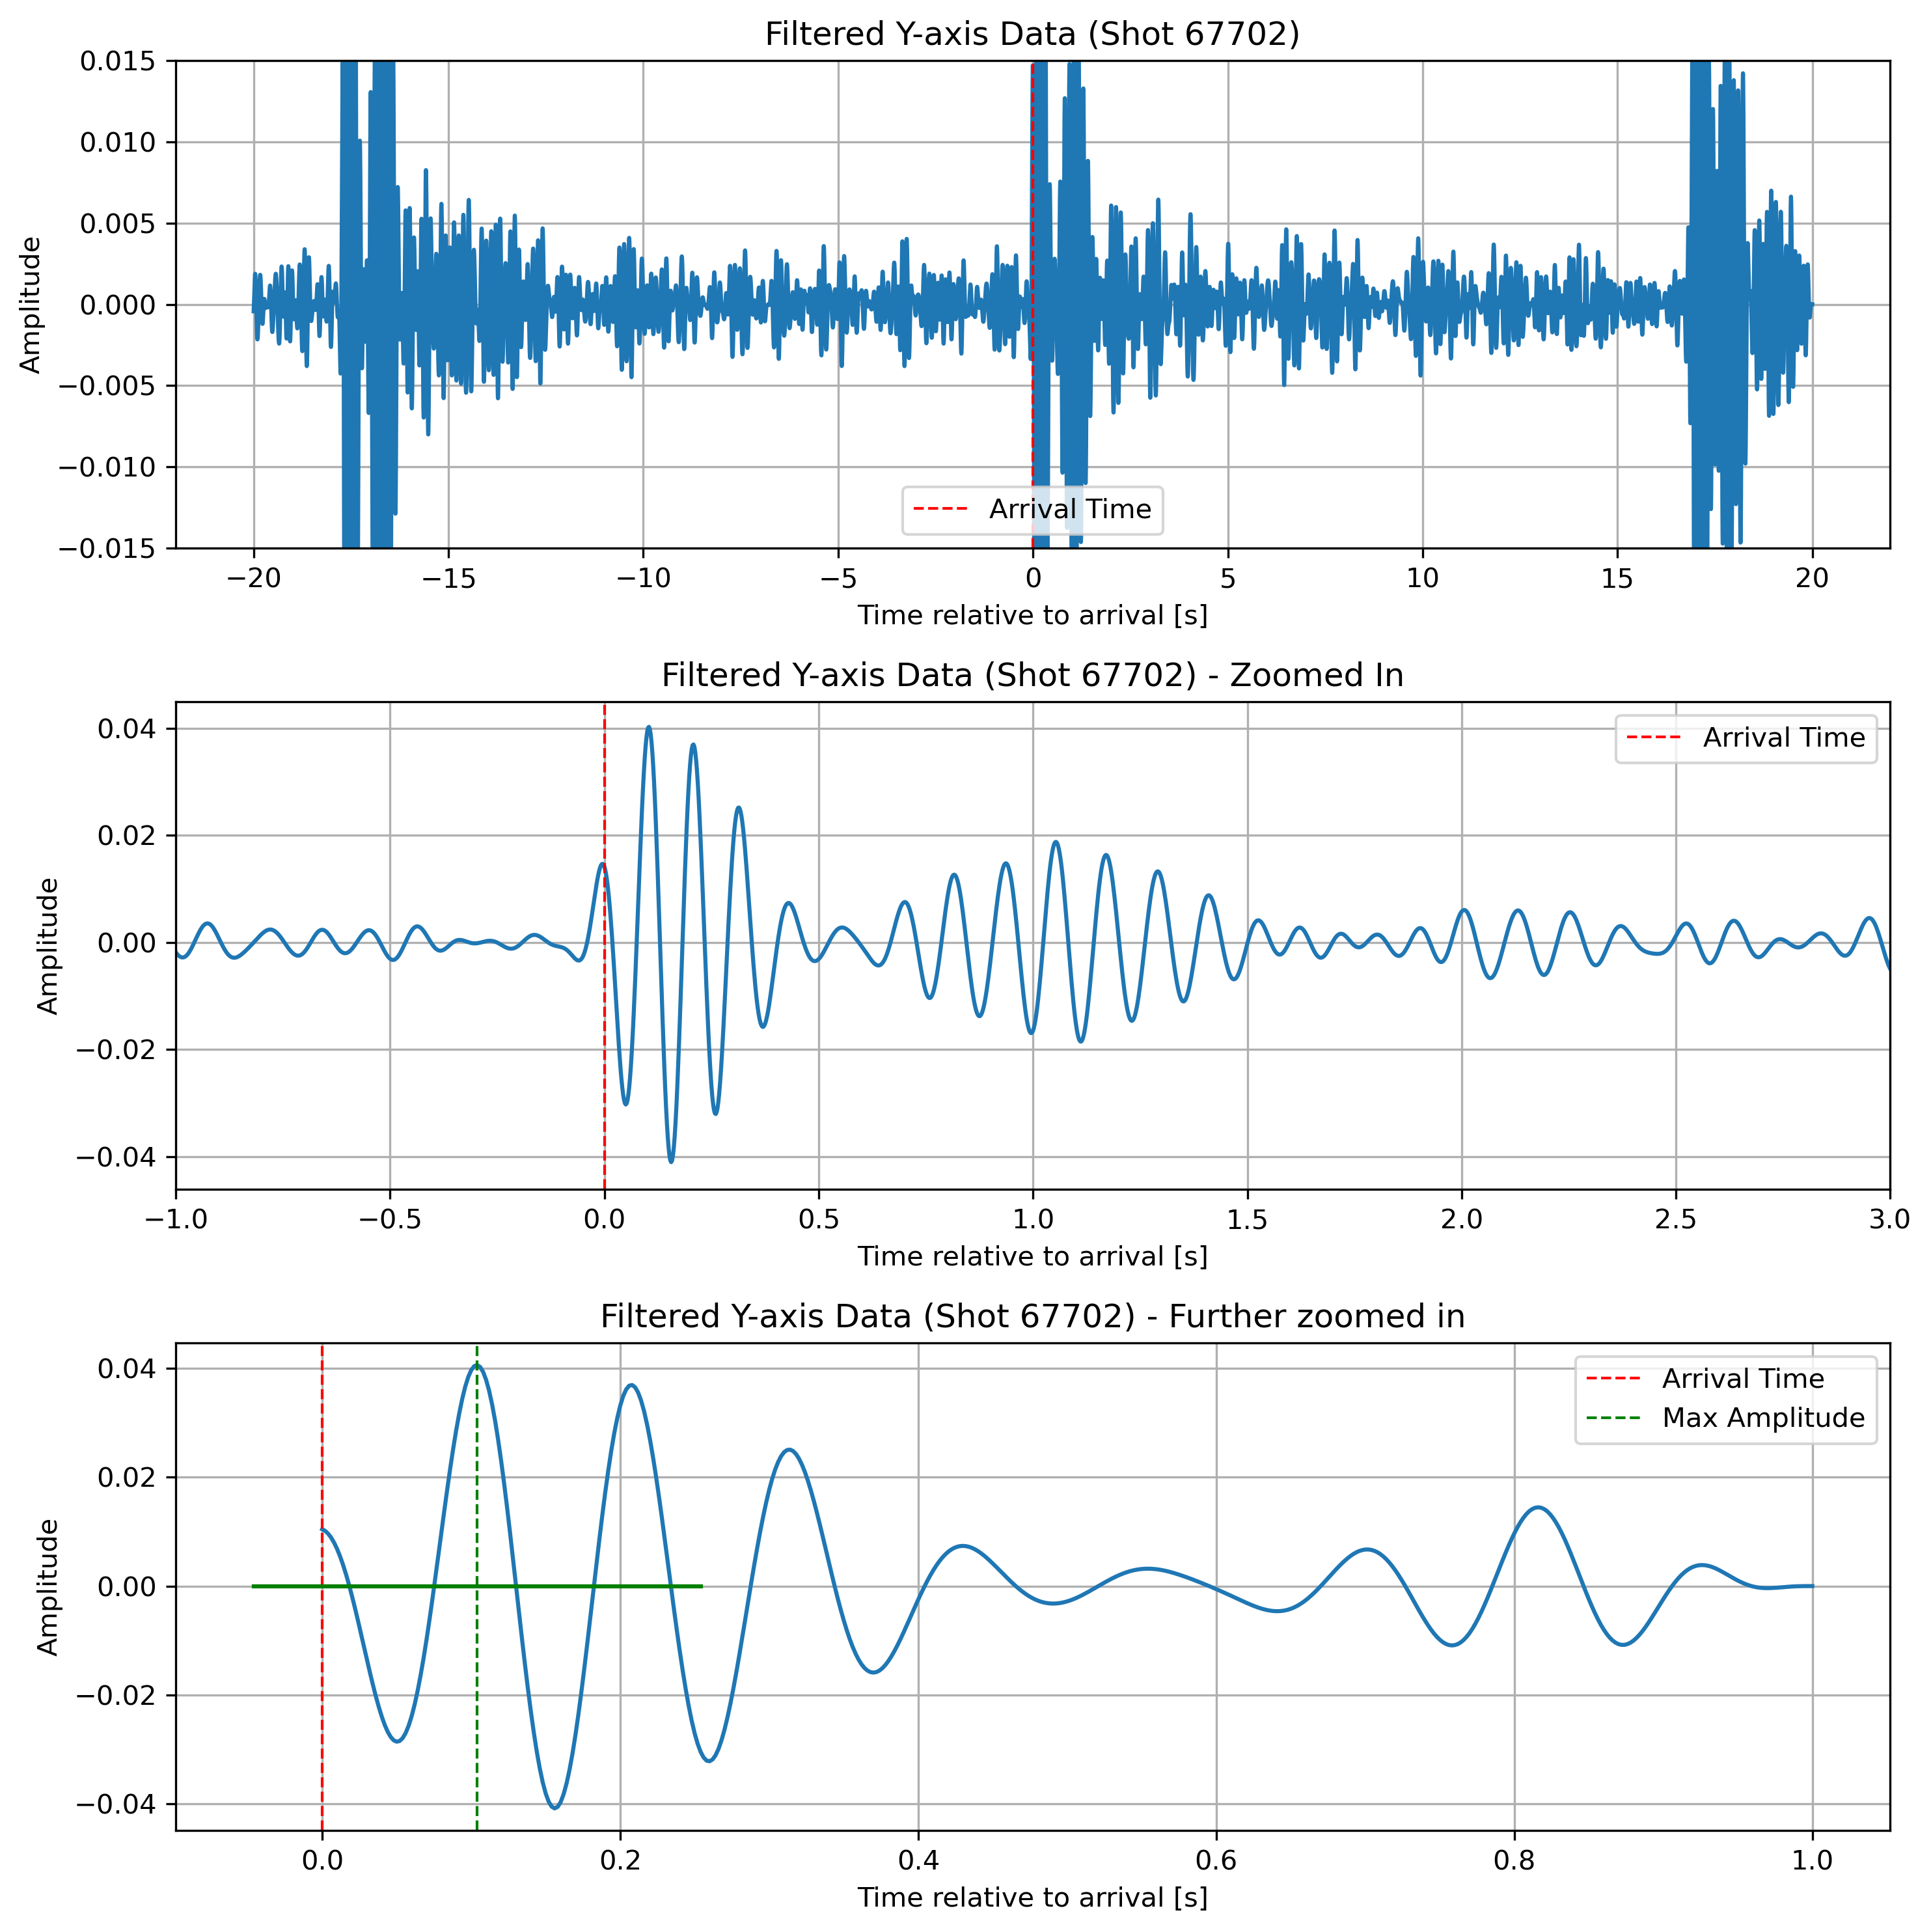 Filtered Y-axis Data (Shot 67702)
0.015
0.010
0.005
0.000
−0.005
−0.010
−0.015
Amplitude
Arrival Time
−20 −15 −10 −5 0 5 10 15 20
Time relative to arrival [s]
Filtered Y-axis Data (Shot 67702) - Zoomed In
0.04
0.02
0.00
−0.02
−0.04
Amplitude
Arrival Time
−1.0 −0.5 0.0 0.5 1.0 1.5 2.0 2.5 3.0
Time relative to arrival [s]
Filtered Y-axis Data (Shot 67702) - Further zoomed in
0.04
0.02
0.00
−0.02
−0.04
Amplitude
Arrival Time
Max Amplitude
0.0 0.2 0.4 0.6 0.8 1.0
Time relative to arrival [s]